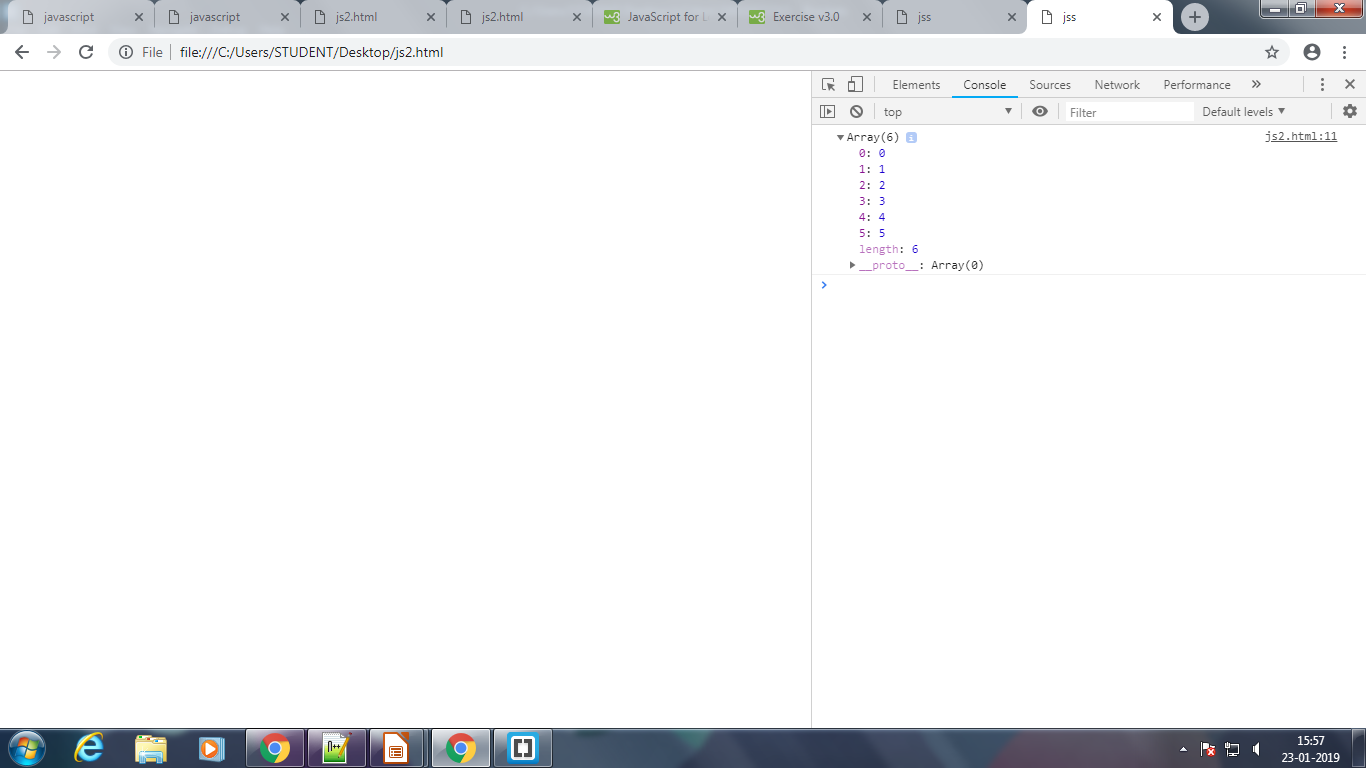 javascript
javascript
js2.html
js2.html
JavaScript for L
Exercise v3.0
jss
jss
File file:///C:/Users/STUDENT/Desktop/js2.html
Elements Console Sources Network Performance
top Filter Default levels
Array(6) i js2.html:11
0: 0
1: 1
2: 2
3: 3
4: 4
5: 5
length: 6
__proto__: Array(0)
15:57
23-01-2019